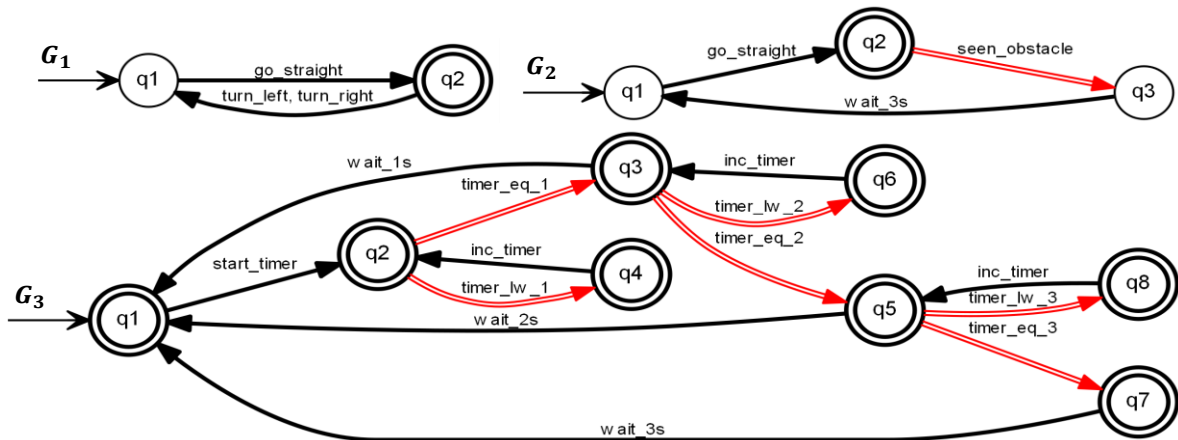 G1
q1
go_straight
turn_left, turn_right
q2
G2
q1
go_straight
q2
seen_obstacle
wait_3s
q3
G3
q1
start_timer
wait_1s
q2
timer_eq_1
q3
inc_timer
timer_lw_1
q4
inc_timer
timer_lw_2
q6
timer_eq_2
wait_2s
q5
inc_timer
timer_lw_3
q8
timer_eq_3
q7
wait_3s